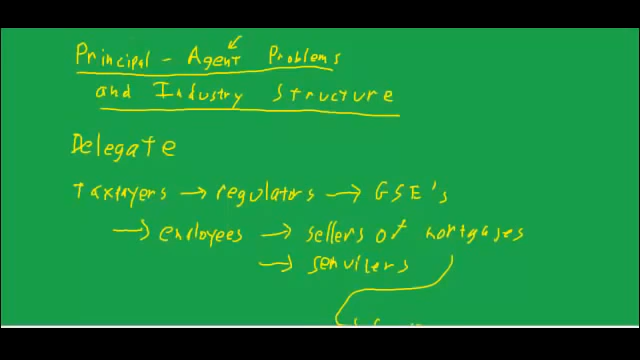 Principal - Agent Problems
and Industry Structure
Delegate
taxpayers → regulators → GSE's
→ employees → sellers of mortgages
→ servicers